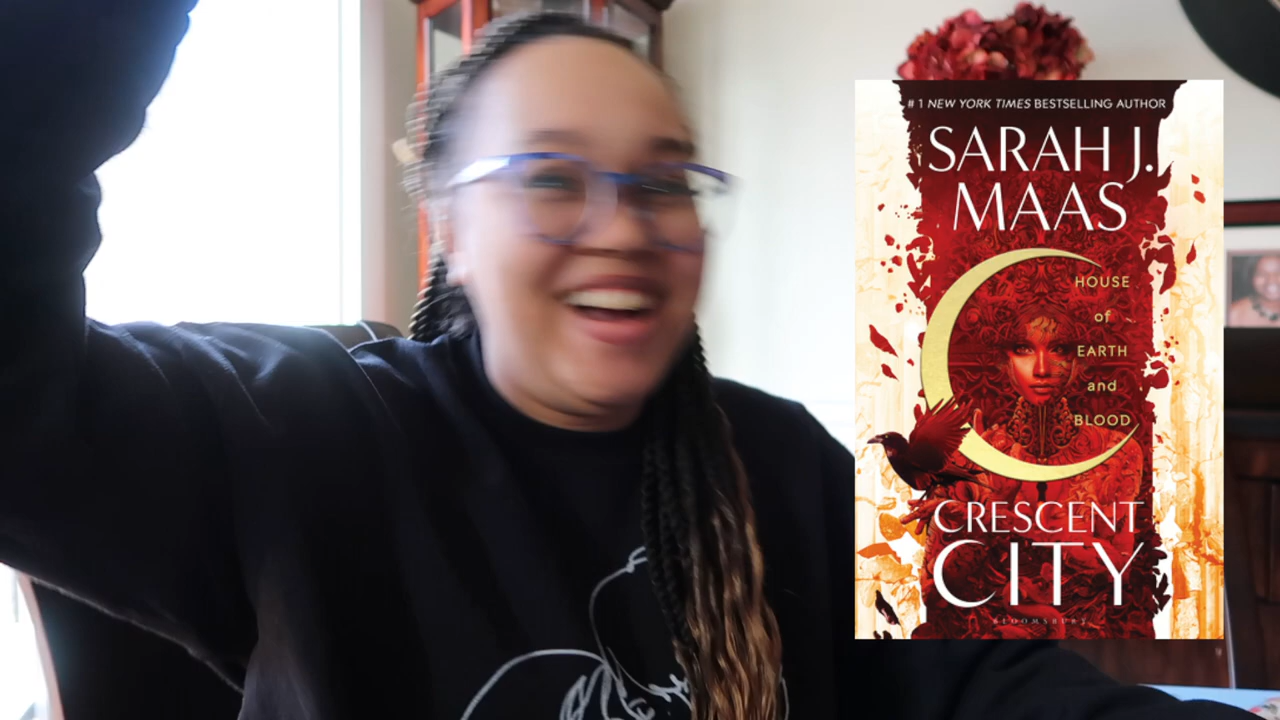 #1 NEW YORK TIMES BESTSELLING AUTHOR
SARAH J.
MAAS
HOUSE
of
EARTH
and
BLOOD
CRESCENT
CITY
BLOOMSBURY